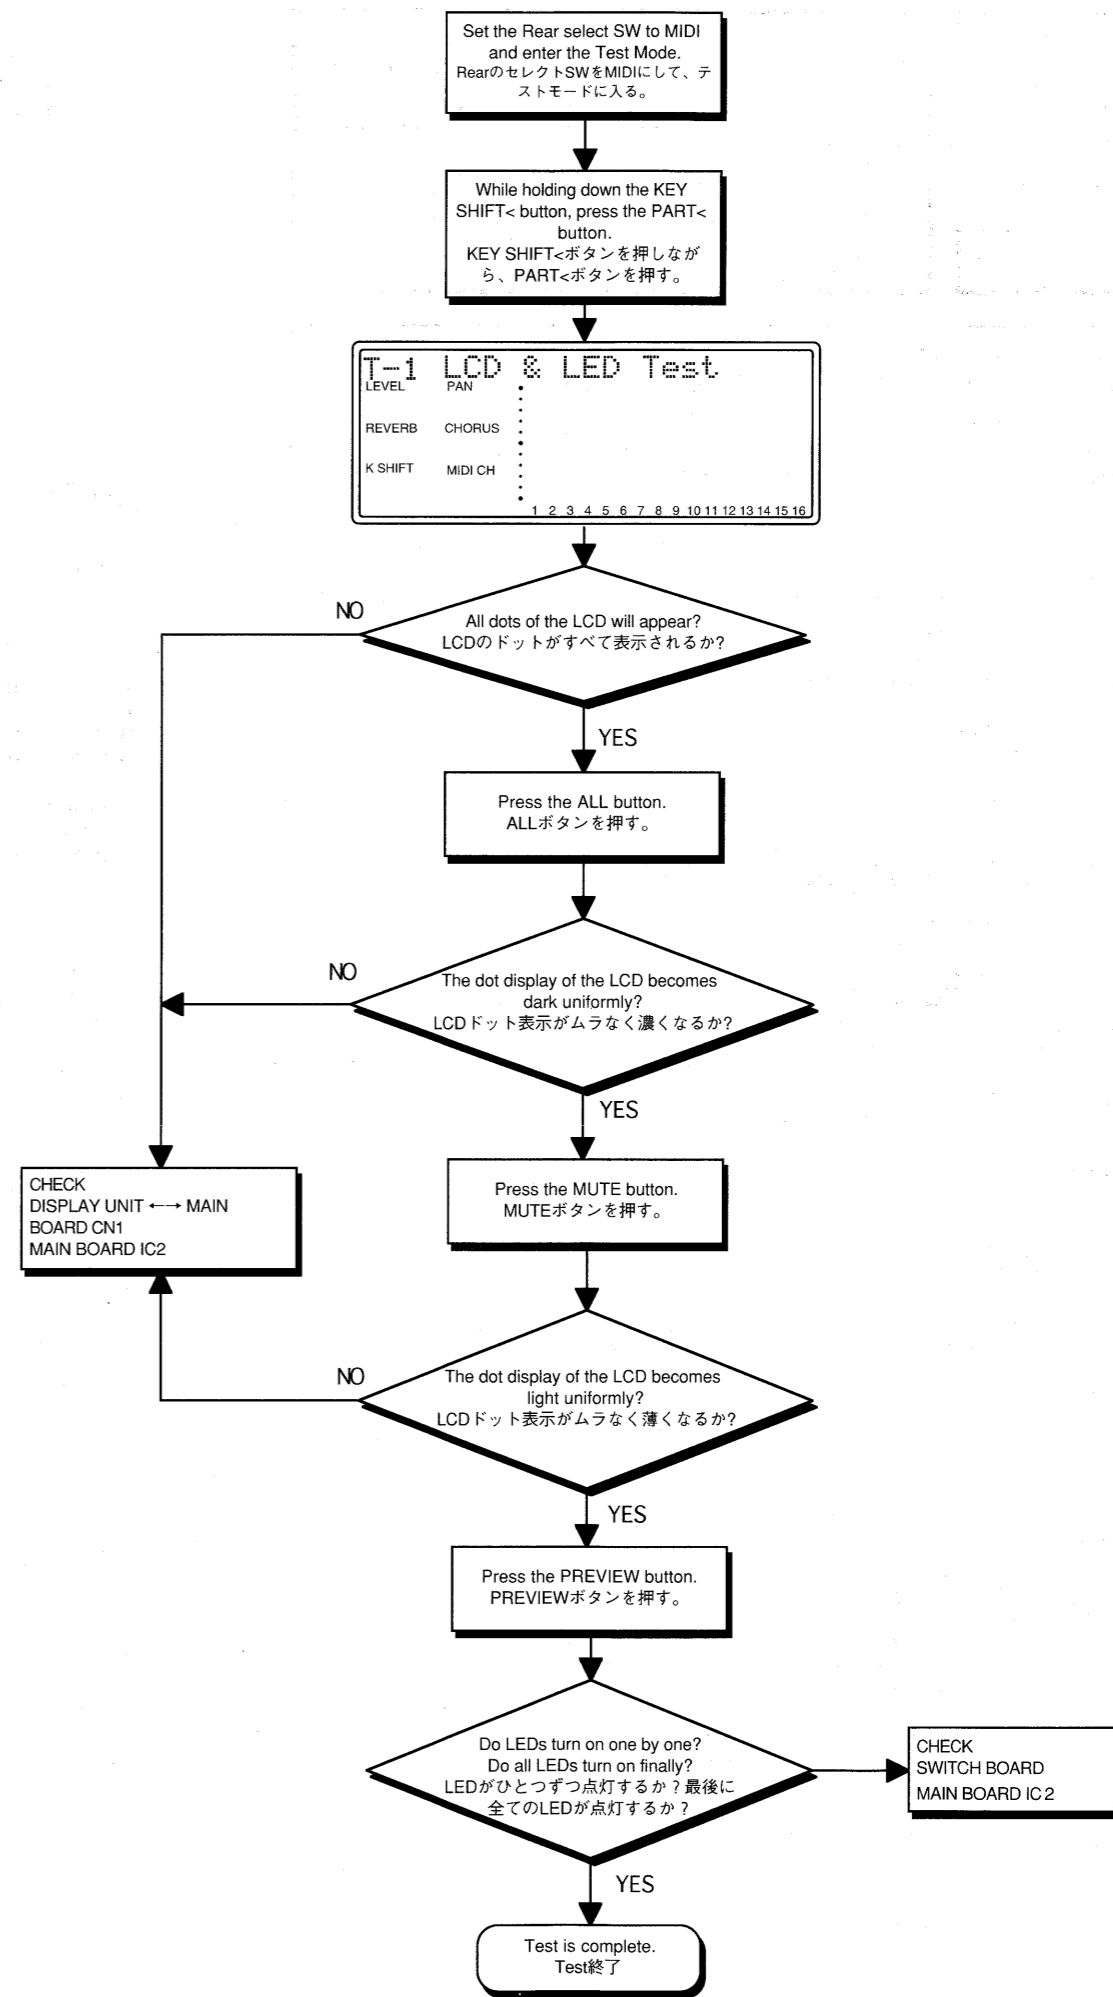 Set the Rear select SW to MIDI
and enter the Test Mode.
RearのセレクトSWをMIDIにして、テ
ストモードに入る。
While holding down the KEY
SHIFT< button, press the PART<
button.
KEY SHIFT<ボタンを押しなが
ら、PART<ボタンを押す。
T-1 LCD & LED Test
LEVEL PAN
REVERB CHORUS
K SHIFT MIDI CH
1 2 3 4 5 6 7 8 9 10 11 12 13 14 15 16
NO
All dots of the LCD will appear?
LCDのドットがすべて表示されるか?
YES
Press the ALL button.
ALLボタンを押す。
NO
The dot display of the LCD becomes
dark uniformly?
LCDドット表示がムラなく濃くなるか?
YES
CHECK
DISPLAY UNIT ←→ MAIN
BOARD CN1
MAIN BOARD IC2
Press the MUTE button.
MUTEボタンを押す。
NO
The dot display of the LCD becomes
light uniformly?
LCDドット表示がムラなく薄くなるか?
YES
Press the PREVIEW button.
PREVIEWボタンを押す。
Do LEDs turn on one by one?
Do all LEDs turn on finally?
LEDがひとつずつ点灯するか？最後に
全てのLEDが点灯するか？
CHECK
SWITCH BOARD
MAIN BOARD IC 2
YES
Test is complete.
Test終了